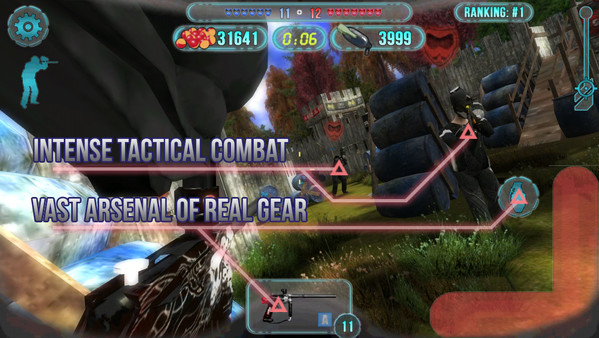 11 12
RANKING: #1
31641
0:06
3999
INTENSE TACTICAL COMBAT
VAST ARSENAL OF REAL GEAR
A
11